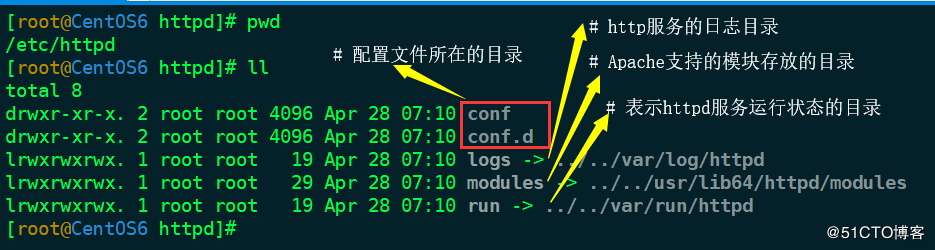 [root@CentOS6 httpd]# pwd
# http服务的日志目录
/etc/httpd
# 配置文件所在的目录
[root@CentOS6 httpd]# ll
# Apache支持的模块存放的目录
total 8
drwxr-xr-x. 2 root root 4096 Apr 28 07:10 conf
# 表示httpd服务运行状态的目录
drwxr-xr-x. 2 root root 4096 Apr 28 07:10 conf.d
lrwxrwxrwx. 1 root root   19 Apr 28 07:10 logs -> ../../var/log/httpd
lrwxrwxrwx. 1 root root   29 Apr 28 07:10 modules -> ../../usr/lib64/httpd/modules
lrwxrwxrwx. 1 root root   19 Apr 28 07:10 run -> ../../var/run/httpd
[root@CentOS6 httpd]#
@51CTO博客